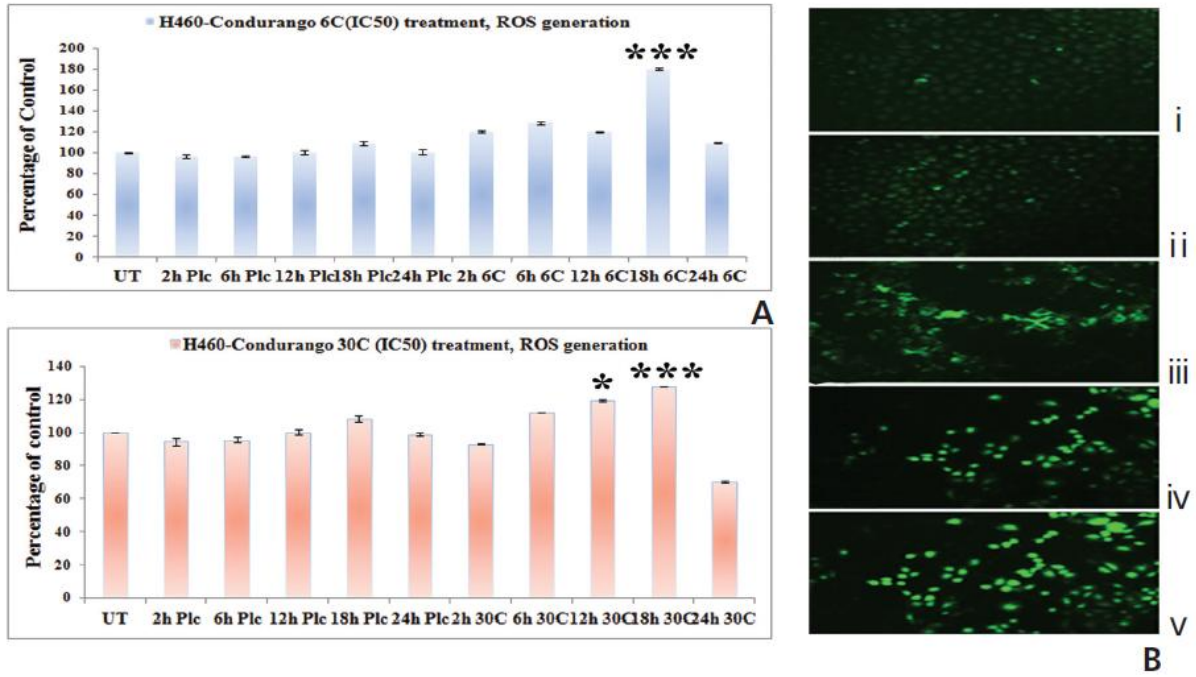 H460-Condurango 6C(IC50) treatment, ROS generation
Percentage of Control
200
180
160
140
120
100
80
60
40
20
0
***
UT 2h Plc 6h Plc 12h Plc 18h Plc 24h Plc 2h 6C 6h 6C 12h 6C 18h 6C 24h 6C
A
H460-Condurango 30C (IC50) treatment, ROS generation
Percentage of control
140
120
100
80
60
40
20
0
* ***
UT 2h Plc 6h Plc 12h Plc 18h Plc 24h Plc 2h 30C 6h 30C 12h 30C 18h 30C 24h 30C
i
ii
iii
iv
v
B